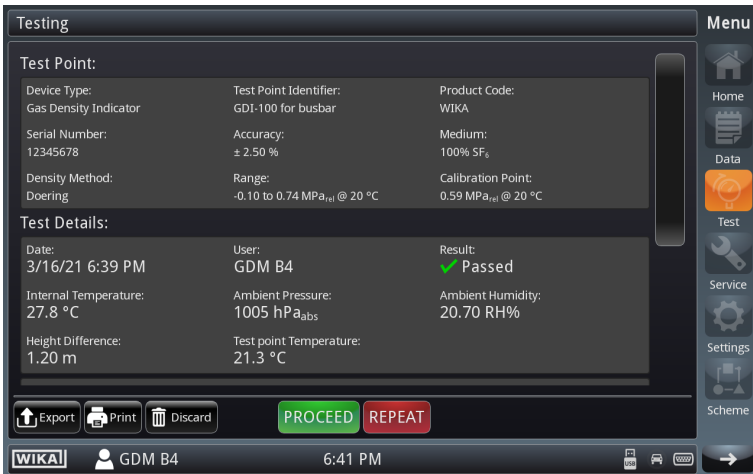 Testing
Menu
Test Point:
Device Type:
Test Point Identifier:
Product Code:
Gas Density Indicator
GDI-100 for busbar
WIKA
Serial Number:
Accuracy:
Medium:
12345678
± 2.50 %
100% SF₆
Density Method:
Range:
Calibration Point:
Doering
-0.10 to 0.74 MPaᵣₑₗ @ 20 °C
0.59 MPaᵣₑₗ @ 20 °C
Test Details:
Date:
User:
Result:
3/16/21 6:39 PM
GDM B4
Passed
Internal Temperature:
Ambient Pressure:
Ambient Humidity:
27.8 °C
1005 hPaabs
20.70 RH%
Height Difference:
Test point Temperature:
1.20 m
21.3 °C
Home
Data
Test
Service
Settings
Scheme
Export
Print
Discard
PROCEED
REPEAT
WIKA
GDM B4
6:41 PM
USB